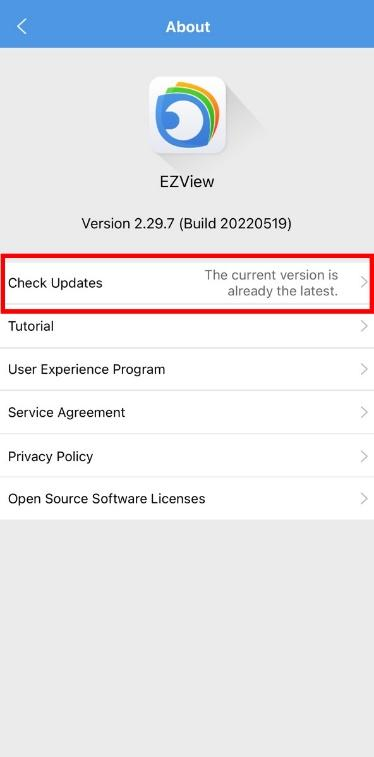 About
EZView
Version 2.29.7 (Build 20220519)
Check Updates
The current version is
already the latest.
Tutorial
User Experience Program
Service Agreement
Privacy Policy
Open Source Software Licenses